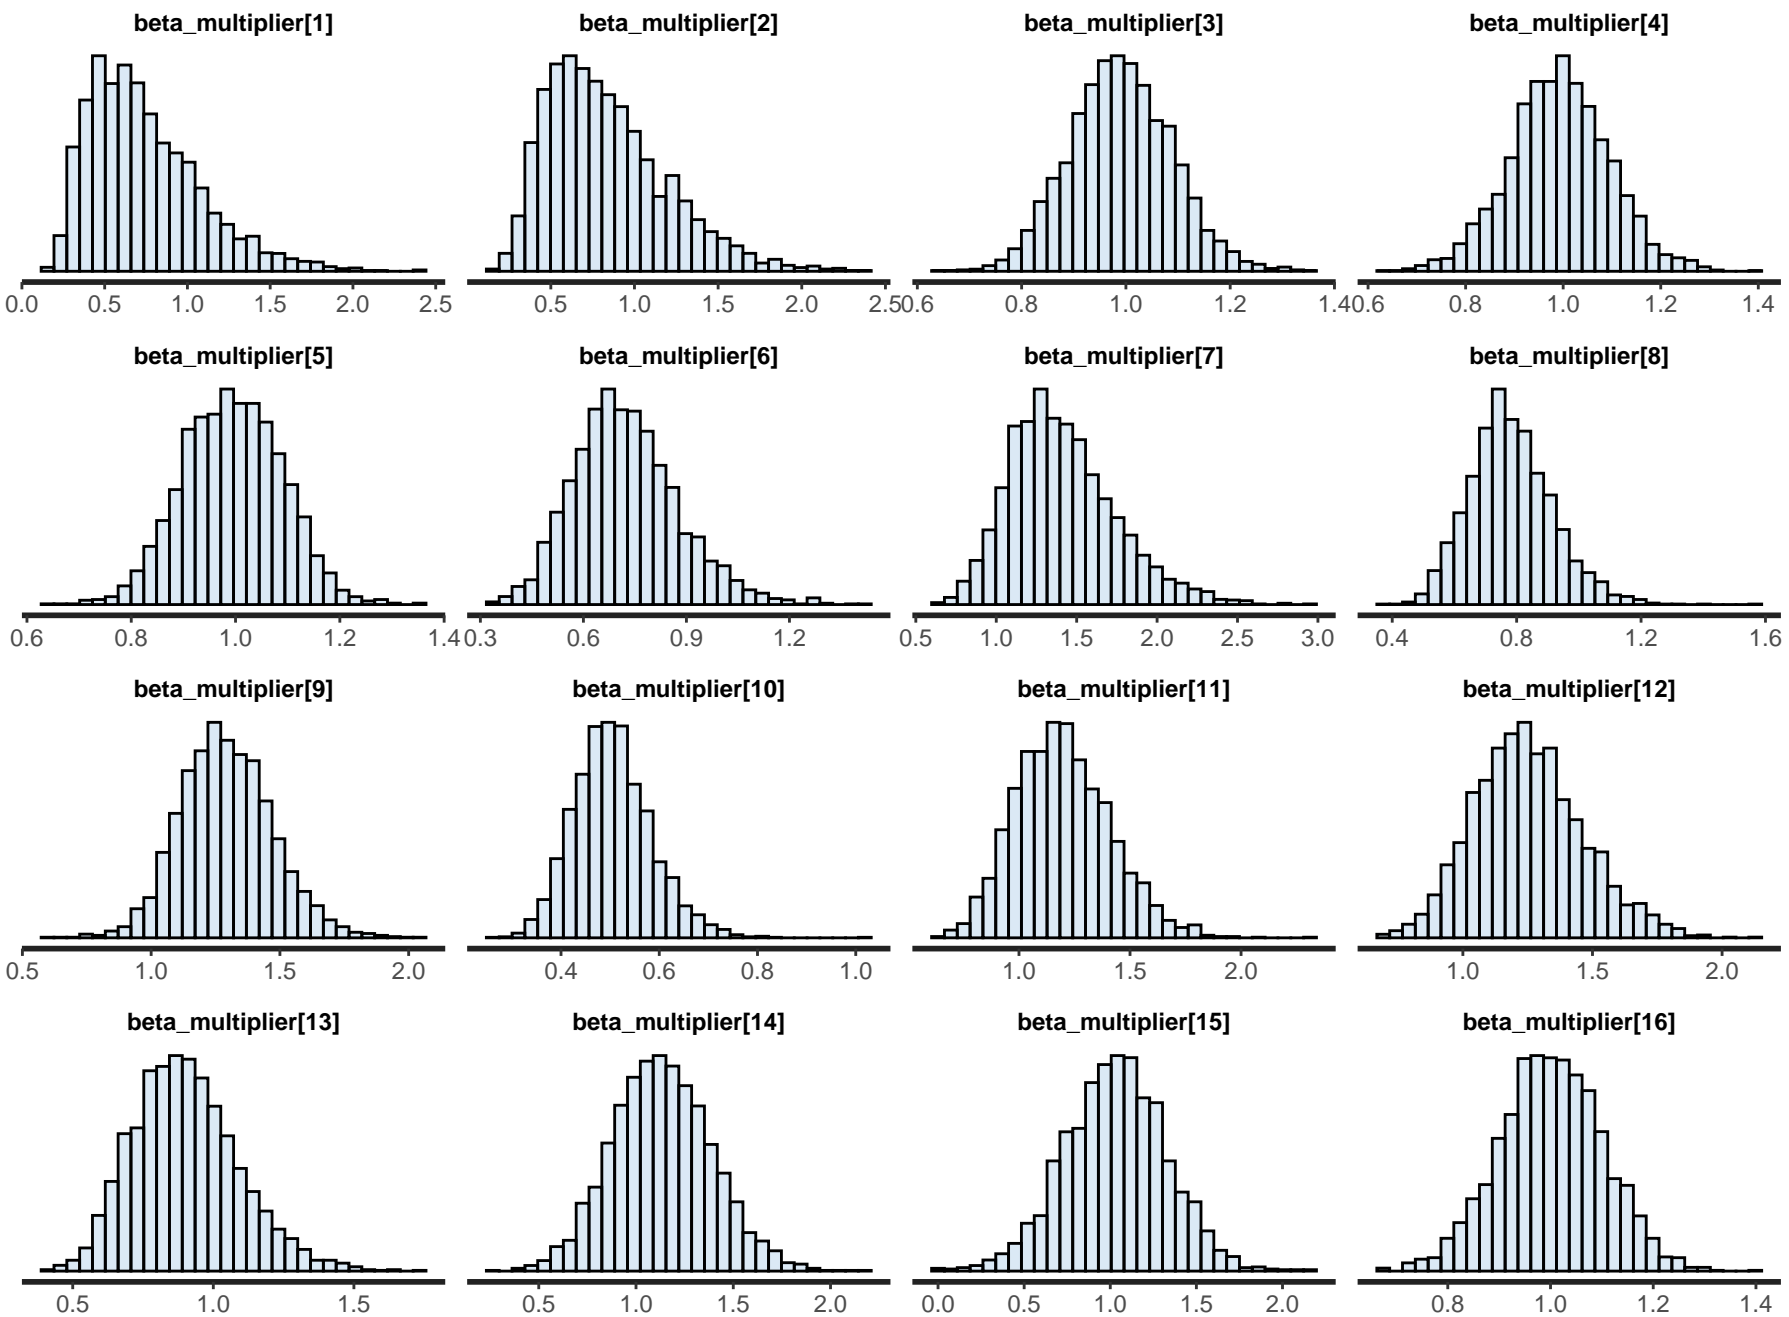 beta_multiplier[1] beta_multiplier[2] beta_multiplier[3] beta_multiplier[4]
0.0 0.5 1.0 1.5 2.0 2.5 0.5 1.0 1.5 2.0 2.5 0.6 0.8 1.0 1.2 1.4 0.6 0.8 1.0 1.2 1.4
beta_multiplier[5] beta_multiplier[6] beta_multiplier[7] beta_multiplier[8]
0.6 0.8 1.0 1.2 1.4 0.3 0.6 0.9 1.2 0.5 1.0 1.5 2.0 2.5 3.0 0.4 0.8 1.2 1.6
beta_multiplier[9] beta_multiplier[10] beta_multiplier[11] beta_multiplier[12]
0.5 1.0 1.5 2.0 0.4 0.6 0.8 1.0 1.0 1.5 2.0 1.0 1.5 2.0
beta_multiplier[13] beta_multiplier[14] beta_multiplier[15] beta_multiplier[16]
0.5 1.0 1.5 0.5 1.0 1.5 2.0 0.0 0.5 1.0 1.5 2.0 0.8 1.0 1.2 1.4